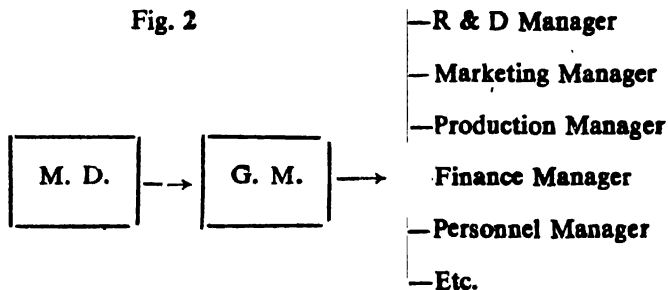 Fig. 2
—R & D Manager
—Marketing Manager
—Production Manager
M. D.
G. M.
Finance Manager
—Personnel Manager
—Etc.